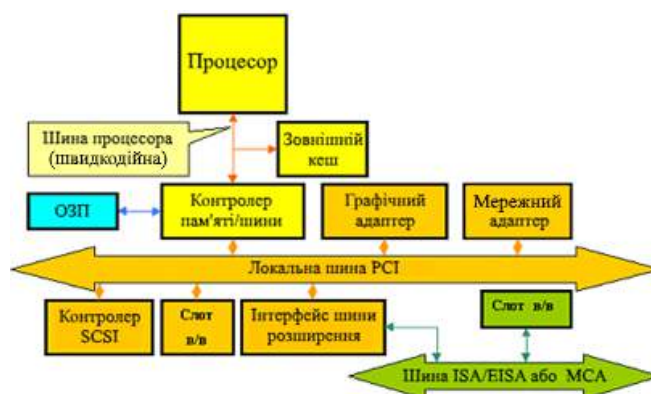 Процесор
Шина процесора
(швидкодійна)
Зовнішній
кеш
ОЗП
Контролер
пам'яті/шини
Графічний
адаптер
Мережний
адаптер
Локальна шина PCI
Контролер
SCSI
Слот
в/в
Інтерфейс шини
розширення
Слот в/в
Шина ISA/EISA або MCA